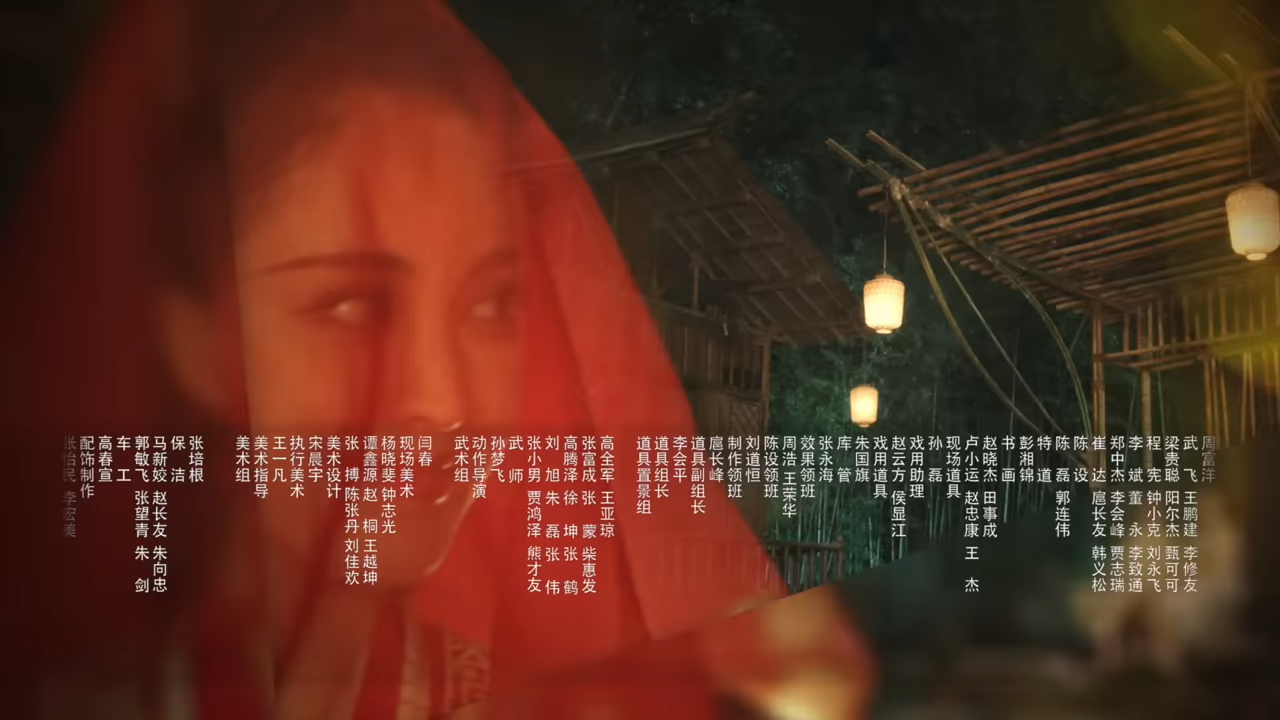 张怡民 李宏美
配饰制作
高春宣
车 工
郭敏飞 张望青 朱 剑
马新姣 赵长友 朱向忠
保 洁
张培根
美术组
美术指导
王一凡
执行美术
宋晨宇
美术设计
张 搏 陈张丹 刘佳欢
谭鑫源 赵 桐 王越坤
杨晓斐 钟志光
现场美术
闫春
武术组
动作导演
孙梦飞
武 师
张小男 贾鸿泽 熊才友
刘 旭 朱 磊 张 伟
高腾泽 徐 坤 张 鹤
张富成 张 蒙 柴惠发
高全军 王亚琼
道具置景组
道具组长
李会平
道具副组长
扈长峰
制作领班
刘道恒
陈设领班
周浩 王荣华
效果领班
张永海
库 管
朱国旗
戏用道具
赵云方 侯显江
戏用助理
孙 磊
现场道具
卢小运 赵忠康 王 杰
赵晓杰 田事成
书 画
彭湘锦
特 道
陈 磊 郭连伟
陈 设
崔 达 扈长友 韩义松
郑中杰 李会峰 贾志瑞
李 斌 董 永 李致通
程 宪 钟小克 刘永飞
梁贵聪 阳尔杰 甄可可
武 飞 王鹏建 李修友
周富洋